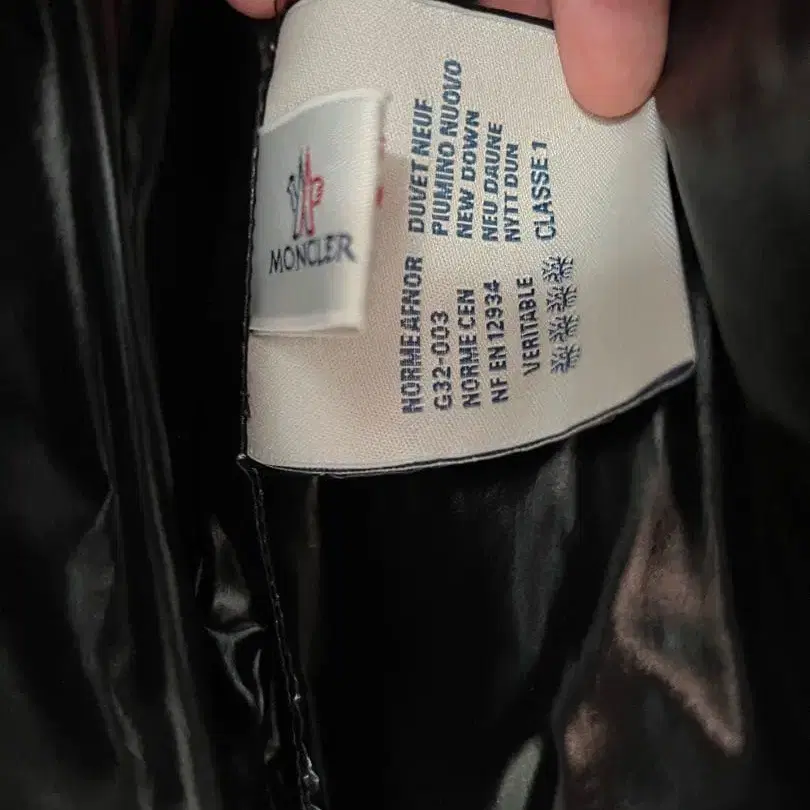 MONCLER
DUVET NEUF
PIUMINO NUOVO
NEW DOWN
NEU DAUNE
NYTT DUN
CLASSE 1
NORME AFNOR
G32-003
NORME CEN
NF EN 12934
VERITABLE